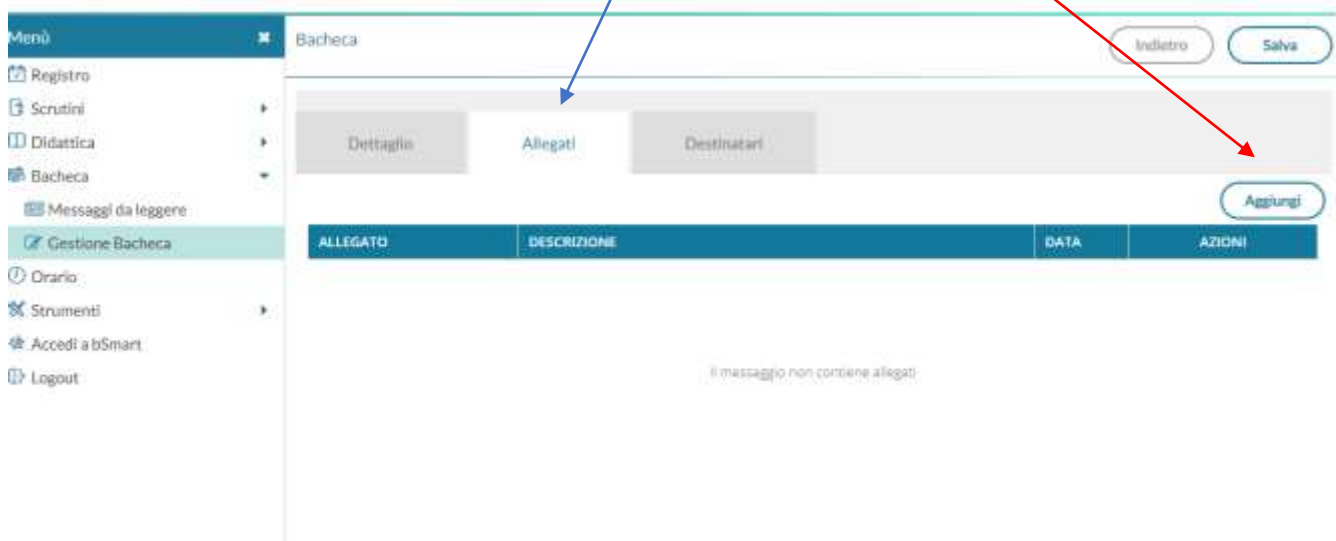 Menù
Bacheca
Indietro
Salva
Registro
Scrutini
Didattica
Bacheca
Messaggi da leggere
Gestione Bacheca
Orario
Strumenti
Accedi a bSmart
Logout
Dettaglio
Allegati
Destinatari
Aggiungi
ALLEGATO DESCRIZIONE DATA AZIONI
Il messaggio non contiene allegati